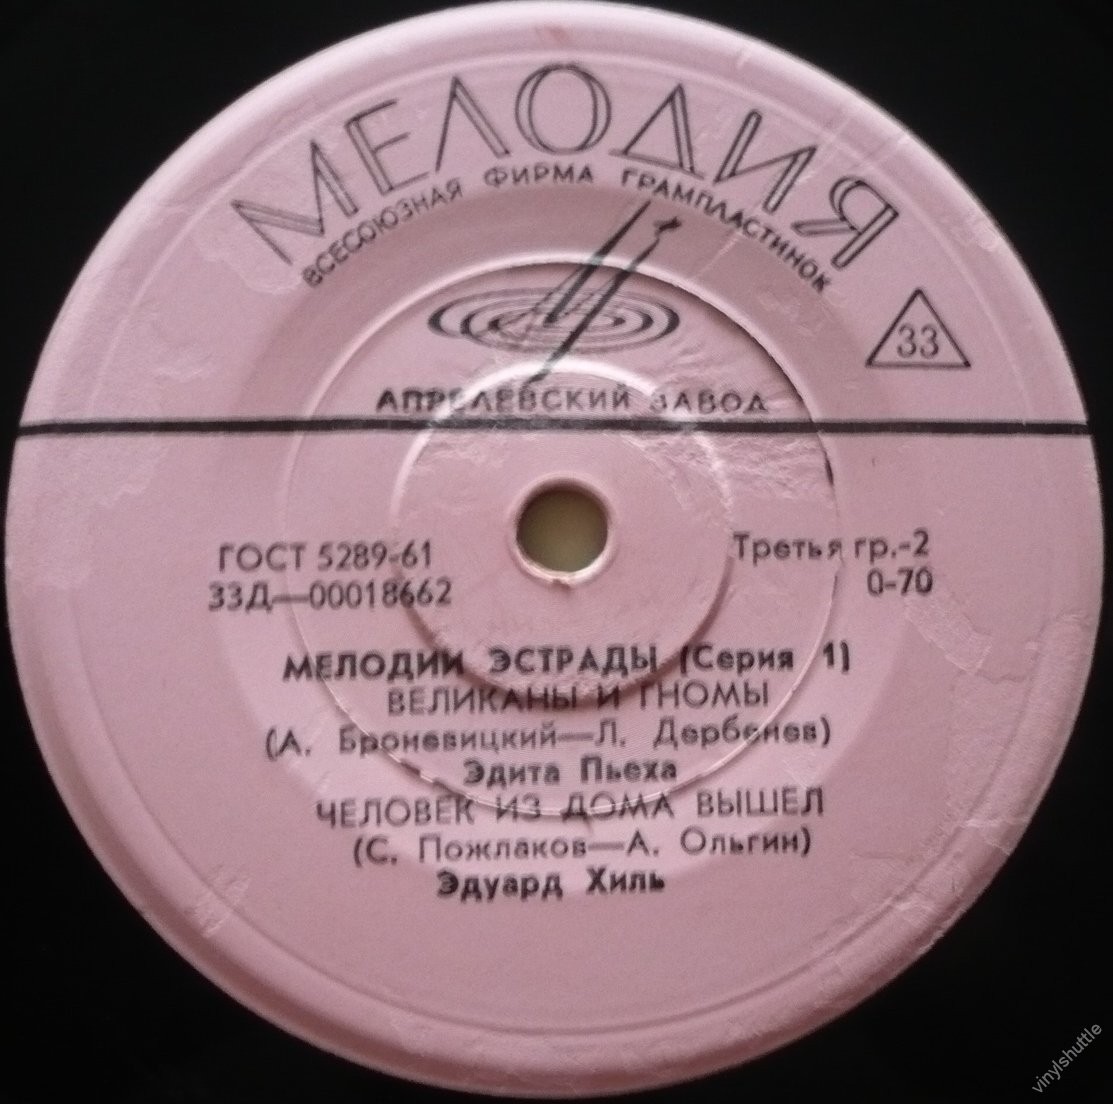 МЕЛОДИЯ
ВСЕСОЮЗНАЯ ФИРМА ГРАМПЛАСТИНОК
33
АПРЕЛЕВСКИЙ ЗАВОД
ГОСТ 5289-61
33Д—00018662
Третья гр.-2
0-70
МЕЛОДИИ ЭСТРАДЫ (Серия 1)
ВЕЛИКАНЫ И ГНОМЫ
(А. Броневицкий—Л. Дербенев)
Эдита Пьеха
ЧЕЛОВЕК ИЗ ДОМА ВЫШЕЛ
(С. Пожлаков—А. Ольгин)
Эдуард Хиль
vinylshuttle